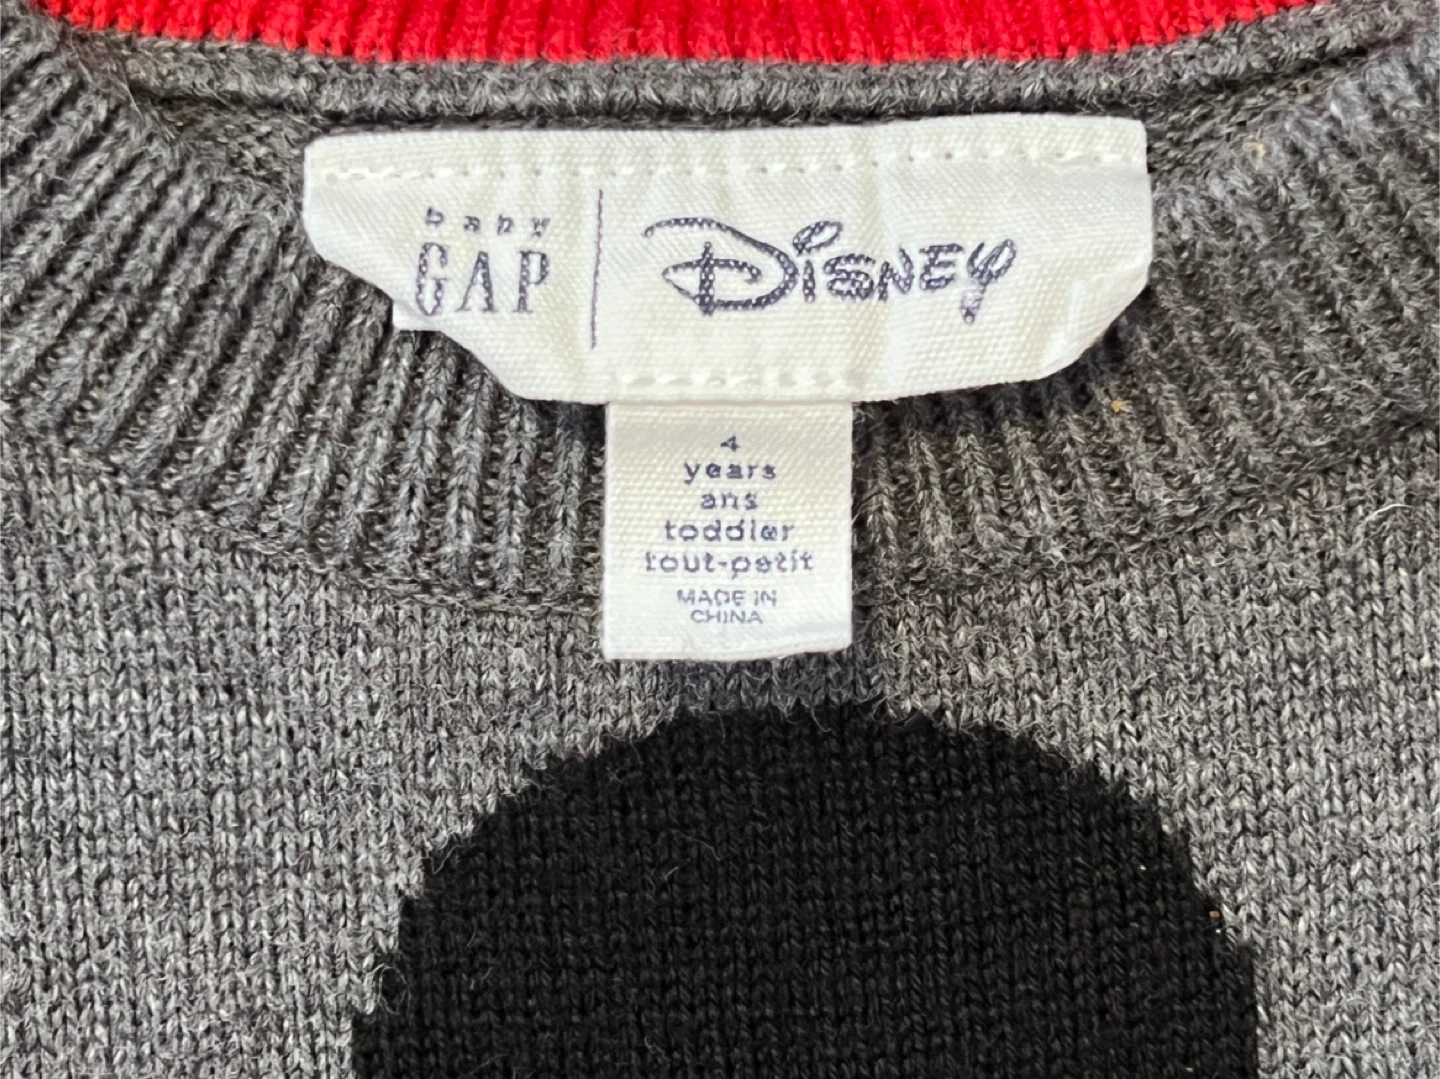 baby
GAP
Disney
4
years
ans
toddler
tout-petit
MADE IN
CHINA